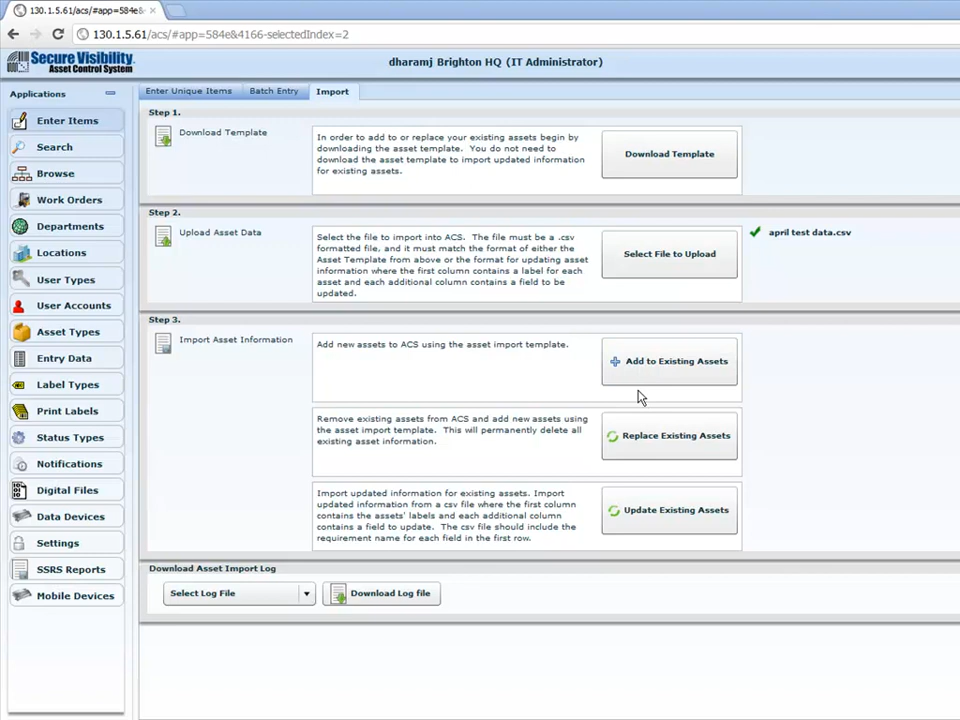 130.1.5.61/acs/#app=584e&
130.1.5.61/acs/#app=584e&4166-selectedIndex=2
Secure Visibility
Asset Control System
dharamj Brighton HQ (IT Administrator)
Applications
Enter Items
Search
Browse
Work Orders
Departments
Locations
User Types
User Accounts
Asset Types
Entry Data
Label Types
Print Labels
Status Types
Notifications
Digital Files
Data Devices
Settings
SSRS Reports
Mobile Devices
Enter Unique Items
Batch Entry
Import
Step 1.
Download Template
In order to add to or replace your existing assets begin by
downloading the asset template. You do not need to
download the asset template to import updated information
for existing assets.
Download Template
Step 2.
Upload Asset Data
Select the file to import into ACS. The file must be a .csv
formatted file, and it must match the format of either the
Asset Template from above or the format for updating asset
information where the first column contains a label for each
asset and each additional column contains a field to be
updated.
Select File to Upload
april test data.csv
Step 3.
Import Asset Information
Add new assets to ACS using the asset import template.
Add to Existing Assets
Remove existing assets from ACS and add new assets using
the asset import template. This will permanently delete all
existing asset information.
Replace Existing Assets
Import updated information for existing assets. Import
updated information from a csv file where the first column
contains the assets' labels and each additional column
contains a field to update. The csv file should include the
requirement name for each field in the first row.
Update Existing Assets
Download Asset Import Log
Select Log File
Download Log file